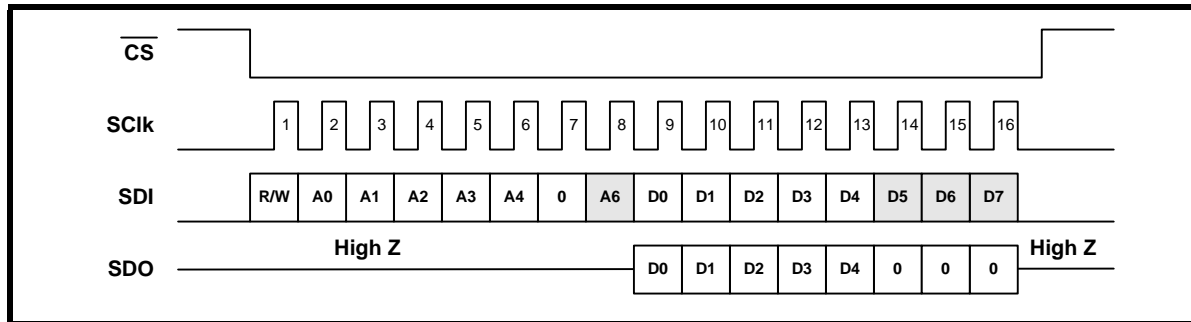 CS
SClk 1 2 3 4 5 6 7 8 9 10 11 12 13 14 15 16
SDI R/W A0 A1 A2 A3 A4 0 A6 D0 D1 D2 D3 D4 D5 D6 D7
High Z High Z
SDO D0 D1 D2 D3 D4 0 0 0